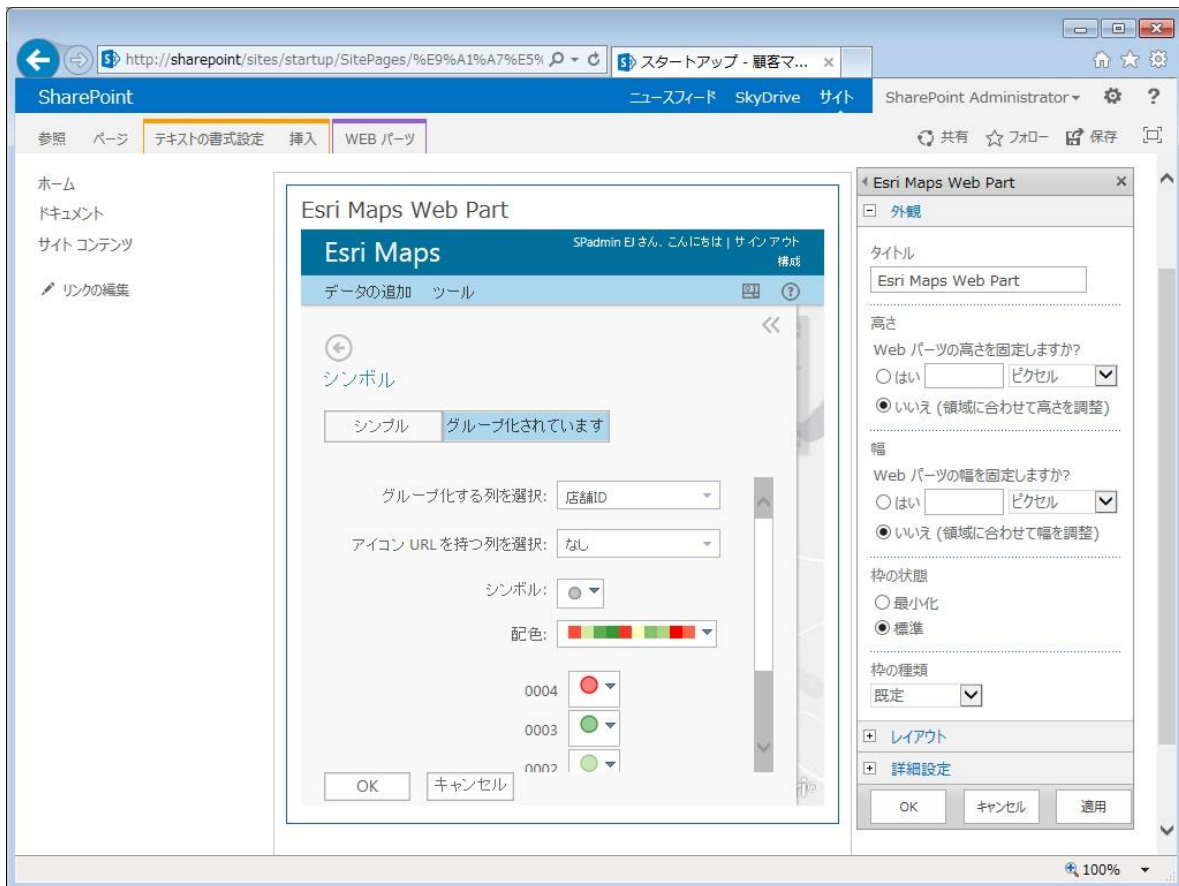 http://sharepoint/sites/startup/SitePages/%E9%A1%A7%E5%
スタートアップ - 顧客マ...
SharePoint
ニュースフィード SkyDrive サイト SharePoint Administrator ?
参照 ページ テキストの書式設定 挿入 WEB パーツ
共有 フォロー 保存
ホーム
ドキュメント
サイト コンテンツ
リンクの編集
Esri Maps Web Part
Esri Maps
SPadmin EJ さん、こんにちは | サイン アウト
構成
データの追加 ツール ?
シンボル
シンプル グループ化されています
グループ化する列を選択: 店舗ID
アイコン URL を持つ列を選択: なし
シンボル:
配色:
0004
0003
0002
OK キャンセル
Esri Maps Web Part
外観
タイトル
Esri Maps Web Part
高さ
Web パーツの高さを固定しますか?
はい ピクセル
いいえ (領域に合わせて高さを調整)
幅
Web パーツの幅を固定しますか?
はい ピクセル
いいえ (領域に合わせて幅を調整)
枠の状態
最小化
標準
枠の種類
既定
レイアウト
詳細設定
OK キャンセル 適用
100%